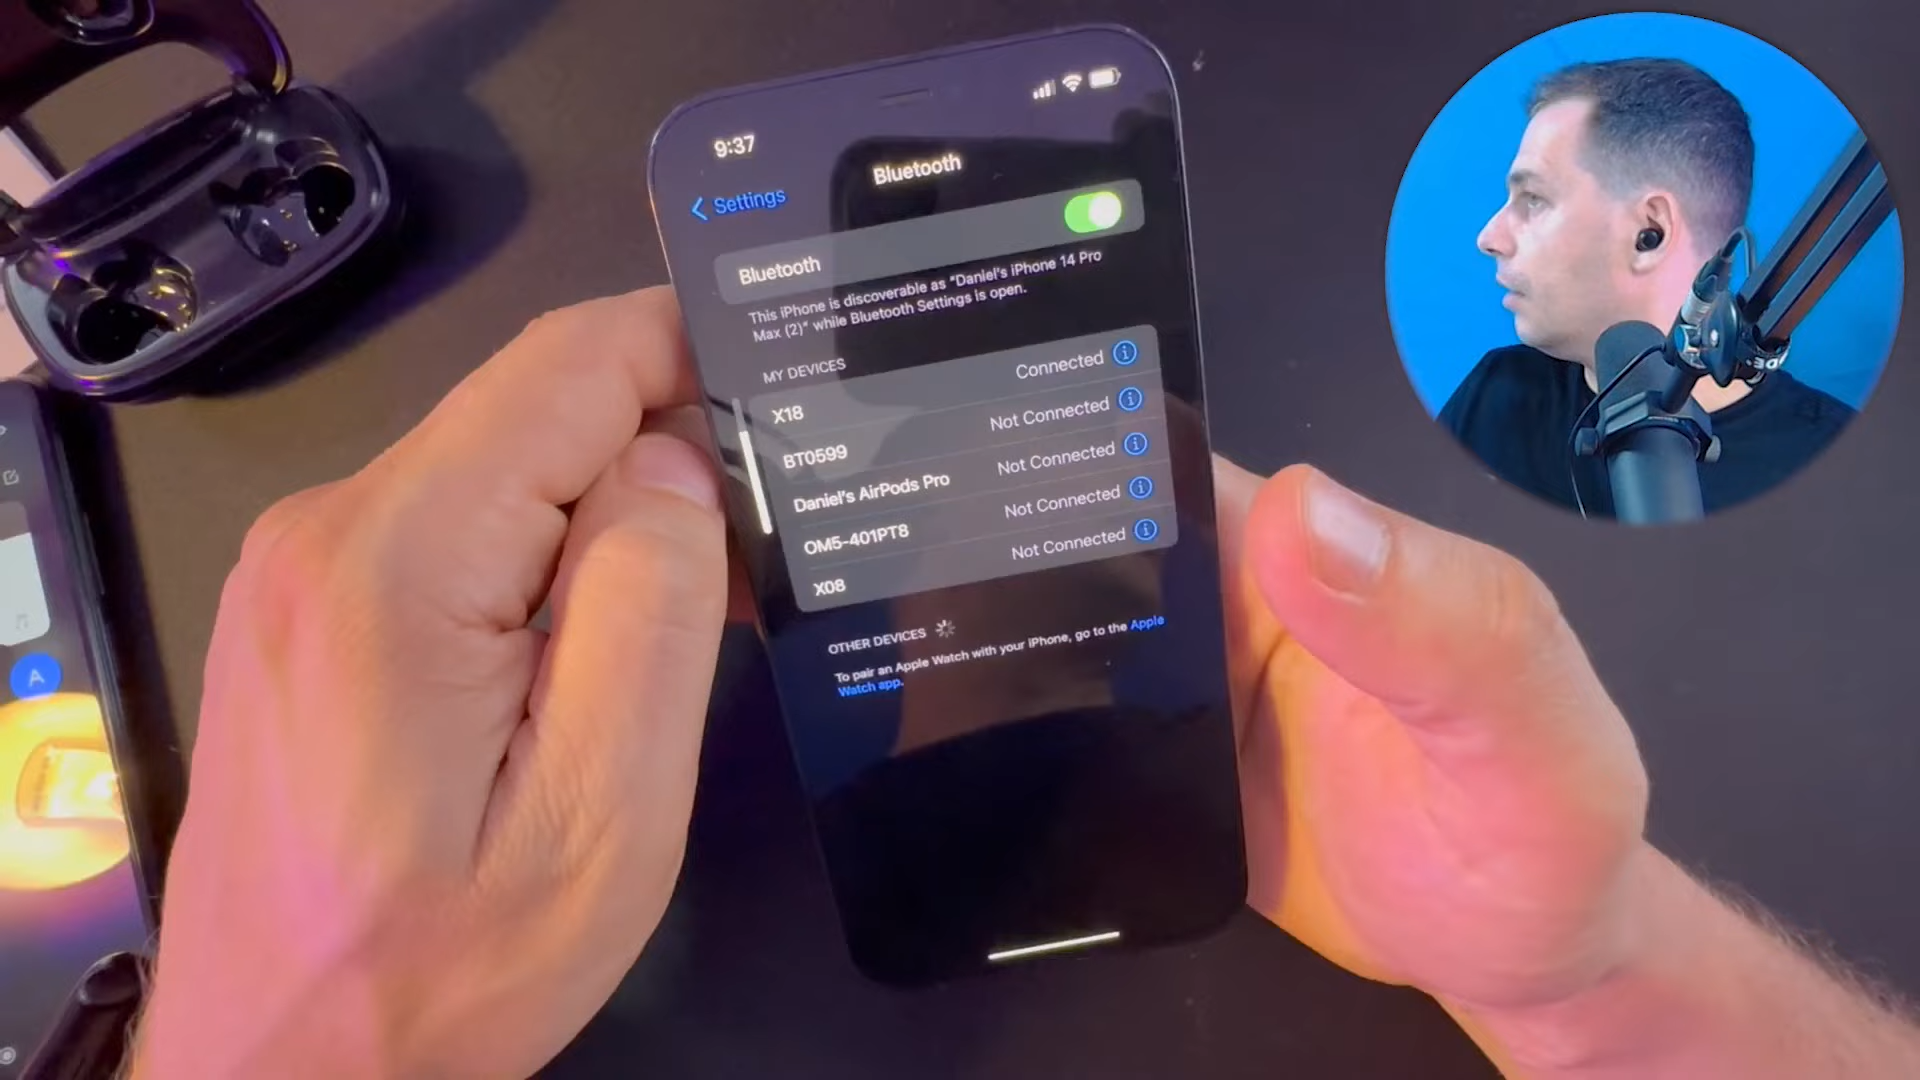 9:37
Bluetooth
Settings
Bluetooth
This iPhone is discoverable as "Daniel's iPhone 14 Pro
Max (2)" while Bluetooth Settings is open.
MY DEVICES
X18 Connected
BT0599 Not Connected
Daniel's AirPods Pro Not Connected
OM5-401PT8 Not Connected
X08 Not Connected
OTHER DEVICES
To pair an Apple Watch with your iPhone, go to the Apple
Watch app.
A